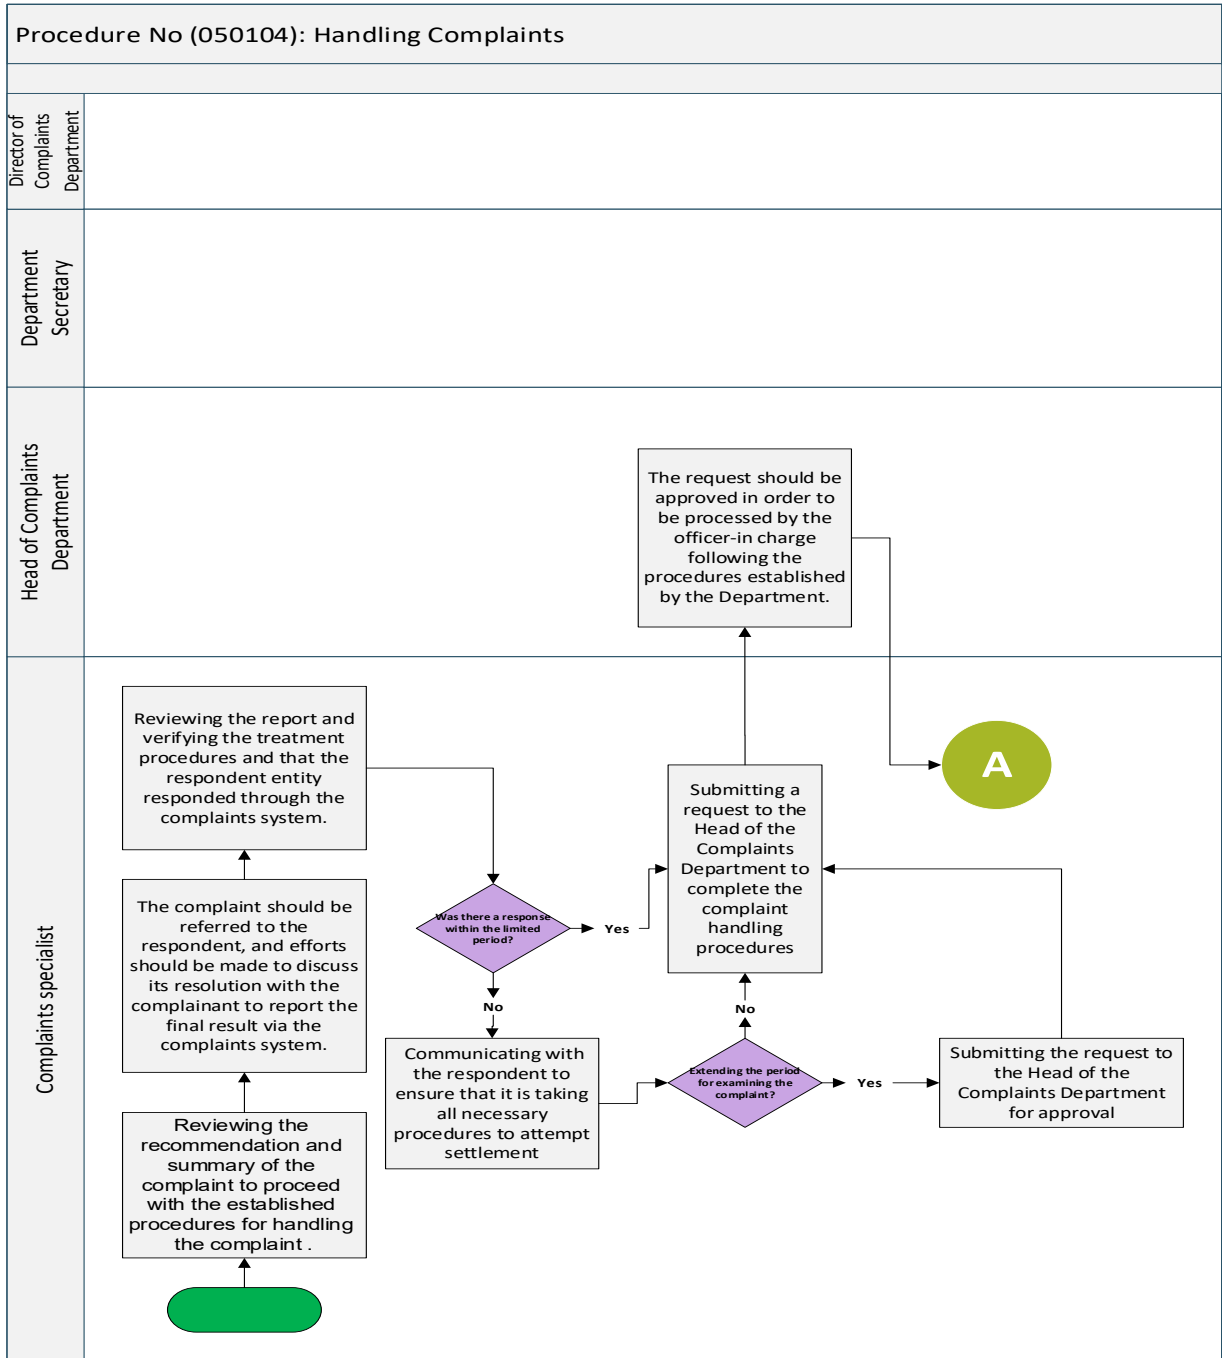 Procedure No (050104): Handling Complaints
Director of
Complaints
Department
Department
Secretary
Head of Complaints
Department
The request should be
approved in order to
be processed by the
officer-in charge
following the
procedures established
by the Department.
Complaints specialist
Reviewing the report and
verifying the treatment
procedures and that the
respondent entity
responded through the
complaints system.
A
Submitting a
request to the
Head of the
Complaints
Department to
complete the
complaint
handling
procedures
The complaint should be
referred to the
respondent, and efforts
should be made to discuss
its resolution with the
complainant to report the
final result via the
complaints system.
Was there a response
within the limited
period?
Yes
No
No
Communicating with
the respondent to
ensure that it is taking
all necessary
procedures to attempt
settlement
Extending the period
for examining the
complaint?
Yes
Submitting the request to
the Head of the
Complaints Department
for approval
Reviewing the
recommendation and
summary of the
complaint to proceed
with the established
procedures for handling
the complaint .